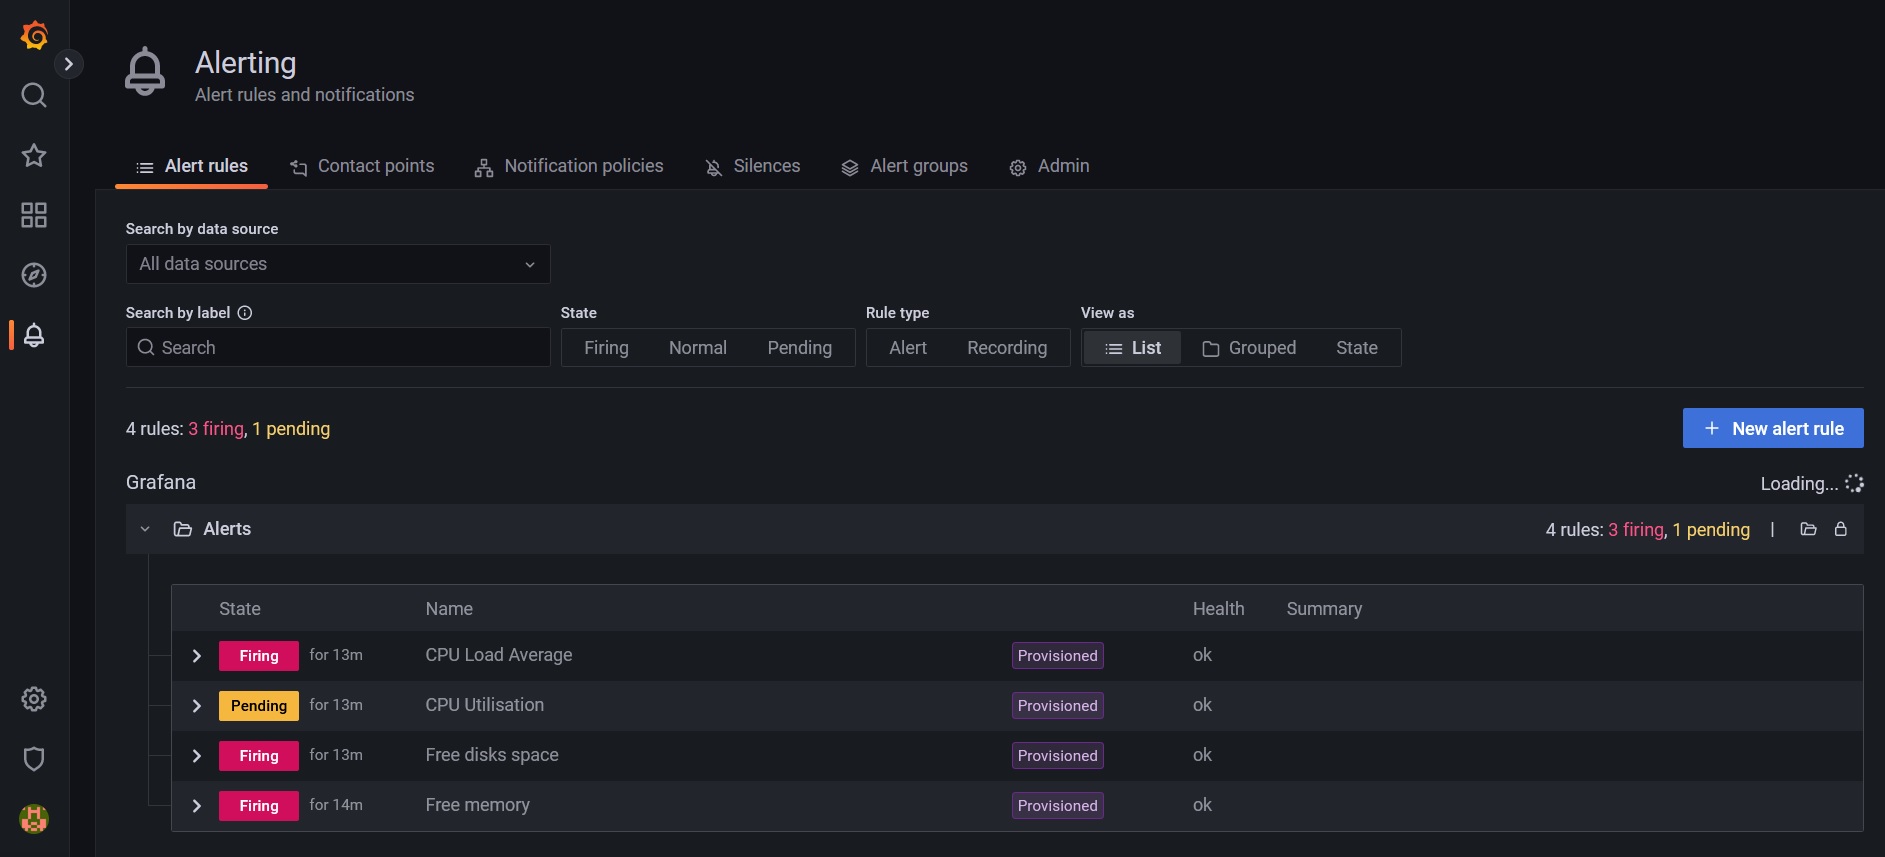 Alerting
Alert rules and notifications
Alert rules Contact points Notification policies Silences Alert groups Admin
Search by data source
All data sources
Search by label State Rule type View as
Search Firing Normal Pending Alert Recording List Grouped State
4 rules: 3 firing, 1 pending + New alert rule
Grafana Loading...
Alerts 4 rules: 3 firing, 1 pending |
State Name Health Summary
Firing for 13m CPU Load Average Provisioned ok
Pending for 13m CPU Utilisation Provisioned ok
Firing for 13m Free disks space Provisioned ok
Firing for 14m Free memory Provisioned ok